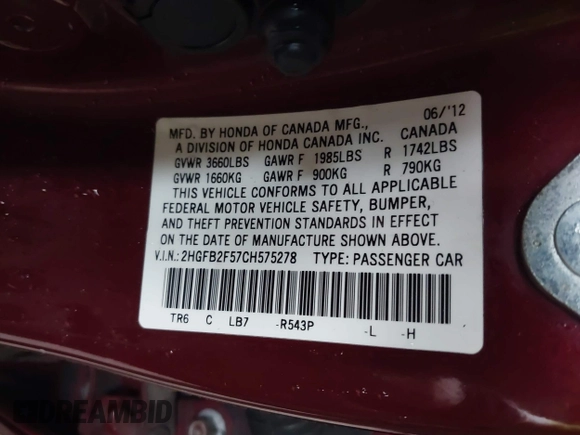 06/'12
MFD. BY HONDA OF CANADA MFG., CANADA
A DIVISION OF HONDA CANADA INC.
GVWR 3660LBS GAWR F 1985LBS R 1742LBS
GVWR 1660KG GAWR F 900KG R 790KG
THIS VEHICLE CONFORMS TO ALL APPLICABLE
FEDERAL MOTOR VEHICLE SAFETY, BUMPER,
AND THEFT PREVENTION STANDARDS IN EFFECT
ON THE DATE OF MANUFACTURE SHOWN ABOVE.
V.I.N.: 2HGFB2F57CH575278 TYPE: PASSENGER CAR
TR6 C LB7 -R543P -L -H
DREAMBID